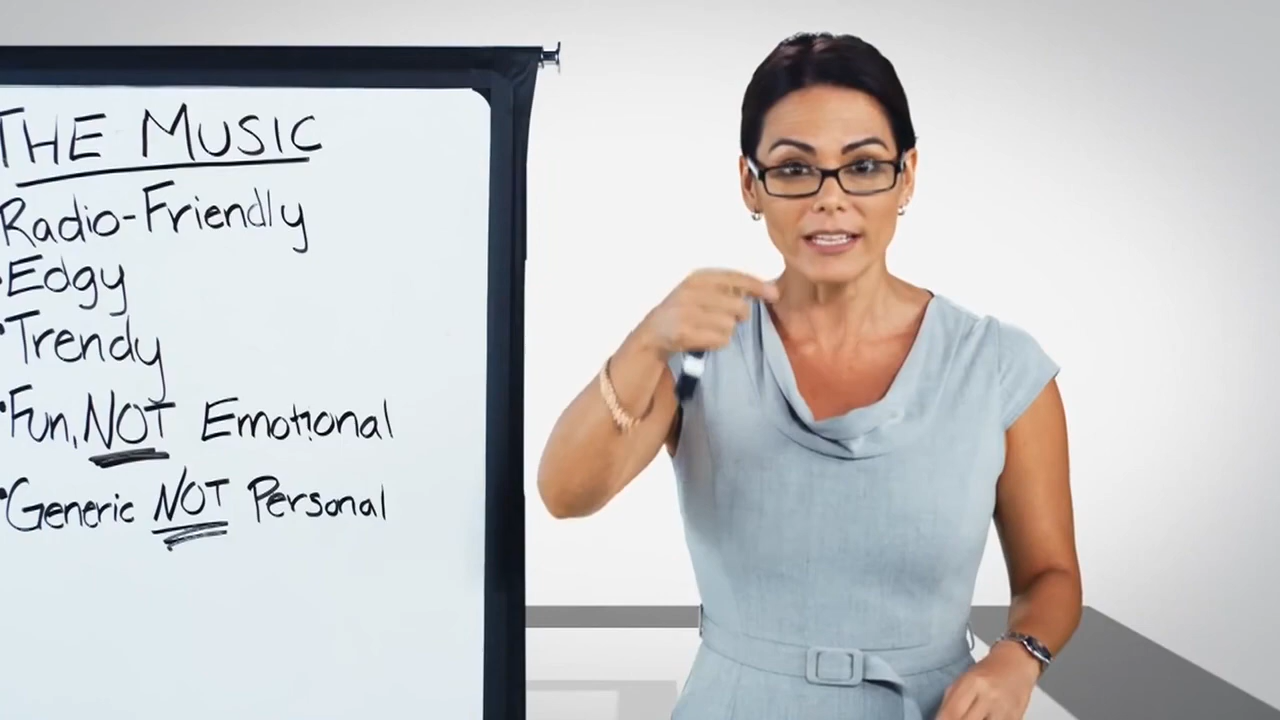 THE MUSIC
Radio-Friendly
•Edgy
•Trendy
•Fun, NOT Emotional
•Generic NOT Personal